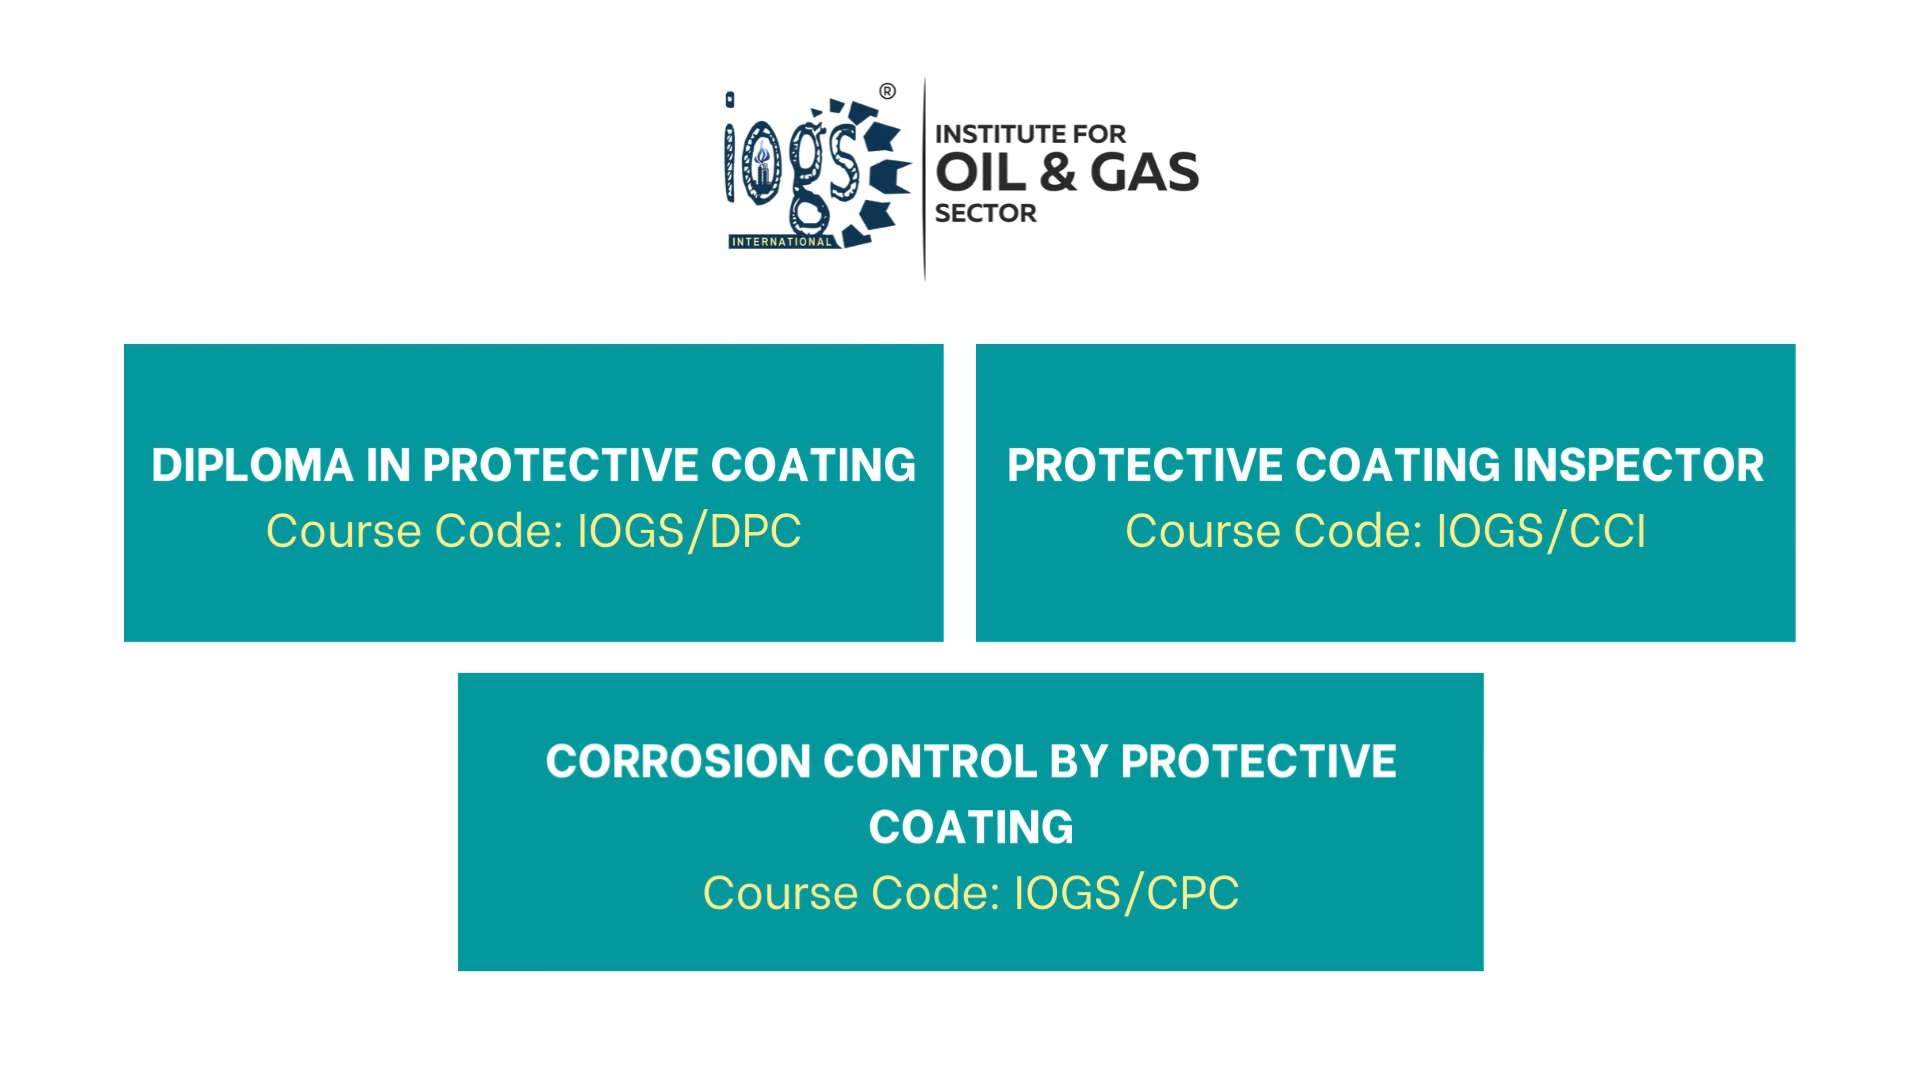 iogs ®
INTERNATIONAL
INSTITUTE FOR
OIL & GAS
SECTOR
DIPLOMA IN PROTECTIVE COATING
Course Code: IOGS/DPC
PROTECTIVE COATING INSPECTOR
Course Code: IOGS/CCI
CORROSION CONTROL BY PROTECTIVE
COATING
Course Code: IOGS/CPC